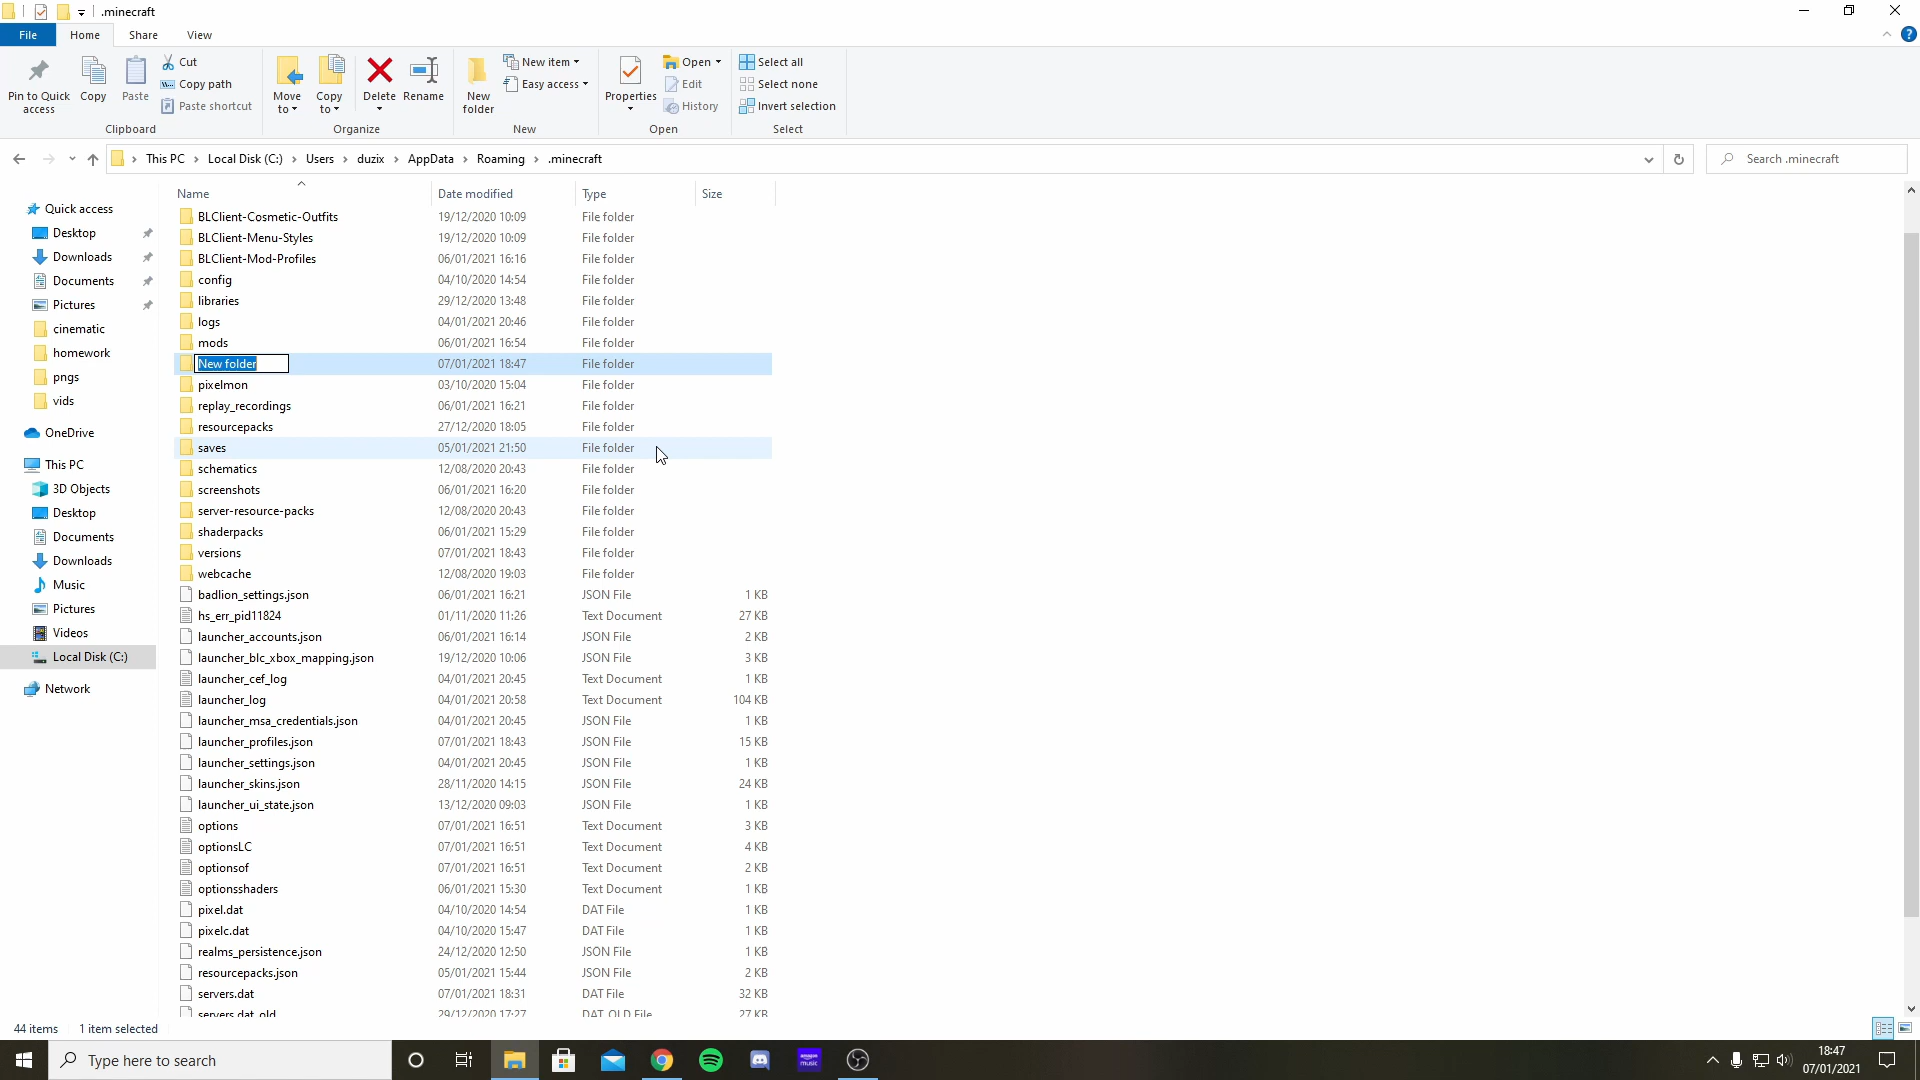 .minecraft
File Home Share View
Pin to Quick access
Copy
Paste
Cut
Copy path
Paste shortcut
Clipboard
Move to
Copy to
Delete
Rename
Organize
New folder
New item
Easy access
New
Properties
Open
Edit
History
Open
Select all
Select none
Invert selection
Select
This PC Local Disk (C:) Users duzix AppData Roaming .minecraft
Search .minecraft
Quick access
Desktop
Downloads
Documents
Pictures
cinematic
homework
pngs
vids
OneDrive
This PC
3D Objects
Desktop
Documents
Downloads
Music
Pictures
Videos
Local Disk (C:)
Network
Name Date modified Type Size
BLClient-Cosmetic-Outfits 19/12/2020 10:09 File folder
BLClient-Menu-Styles 19/12/2020 10:09 File folder
BLClient-Mod-Profiles 06/01/2021 16:16 File folder
config 04/10/2020 14:54 File folder
libraries 29/12/2020 13:48 File folder
logs 04/01/2021 20:46 File folder
mods 06/01/2021 16:54 File folder
New folder 07/01/2021 18:47 File folder
pixelmon 03/10/2020 15:04 File folder
replay_recordings 06/01/2021 16:21 File folder
resourcepacks 27/12/2020 18:05 File folder
saves 05/01/2021 21:50 File folder
schematics 12/08/2020 20:43 File folder
screenshots 06/01/2021 16:20 File folder
server-resource-packs 12/08/2020 20:43 File folder
shaderpacks 06/01/2021 15:29 File folder
versions 07/01/2021 18:43 File folder
webcache 12/08/2020 19:03 File folder
badlion_settings.json 06/01/2021 16:21 JSON File 1 KB
hs_err_pid11824 01/11/2020 11:26 Text Document 27 KB
launcher_accounts.json 06/01/2021 16:14 JSON File 2 KB
launcher_blc_xbox_mapping.json 19/12/2020 10:06 JSON File 3 KB
launcher_cef_log 04/01/2021 20:45 Text Document 1 KB
launcher_log 04/01/2021 20:58 Text Document 104 KB
launcher_msa_credentials.json 04/01/2021 20:45 JSON File 1 KB
launcher_profiles.json 07/01/2021 18:43 JSON File 15 KB
launcher_settings.json 04/01/2021 20:45 JSON File 1 KB
launcher_skins.json 28/11/2020 14:15 JSON File 24 KB
launcher_ui_state.json 13/12/2020 09:03 JSON File 1 KB
options 07/01/2021 16:51 Text Document 3 KB
optionsLC 07/01/2021 16:51 Text Document 4 KB
optionsof 07/01/2021 16:51 Text Document 2 KB
optionsshaders 06/01/2021 15:30 Text Document 1 KB
pixel.dat 04/10/2020 14:54 DAT File 1 KB
pixelc.dat 04/10/2020 15:47 DAT File 1 KB
realms_persistence.json 24/12/2020 12:50 JSON File 1 KB
resourcepacks.json 05/01/2021 15:44 JSON File 2 KB
servers.dat 07/01/2021 18:31 DAT File 32 KB
servers.dat_old 29/12/2020 17:27 DAT_OLD File 27 KB
44 items 1 item selected
Type here to search
amazon music
18:47
07/01/2021